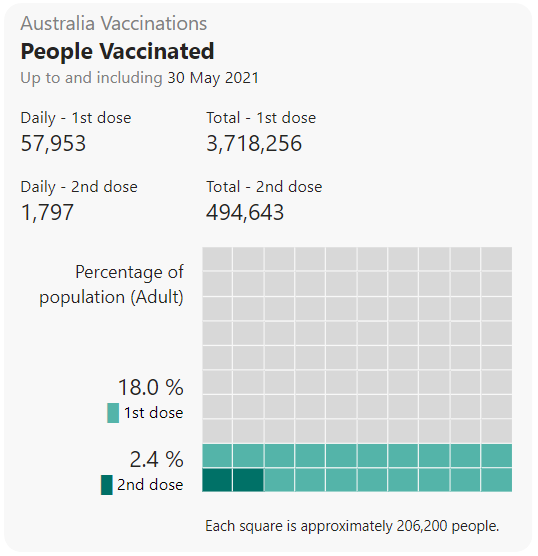 Australia Vaccinations
People Vaccinated
Up to and including 30 May 2021
Daily - 1st dose
57,953
Total - 1st dose
3,718,256
Daily - 2nd dose
1,797
Total - 2nd dose
494,643
Percentage of
population (Adult)
18.0 %
1st dose
2.4 %
2nd dose
Each square is approximately 206,200 people.